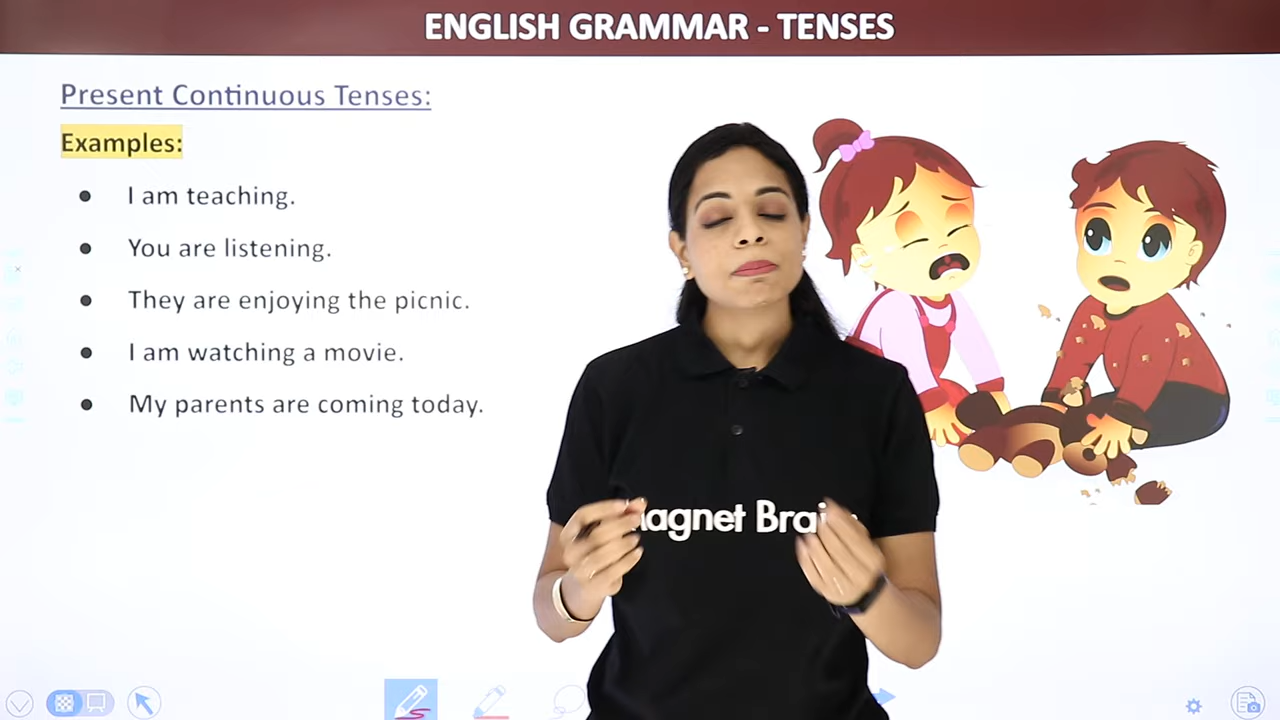 ENGLISH GRAMMAR - TENSES
Present Continuous Tenses:
Examples:
● I am teaching.
● You are listening.
● They are enjoying the picnic.
● I am watching a movie.
● My parents are coming today.